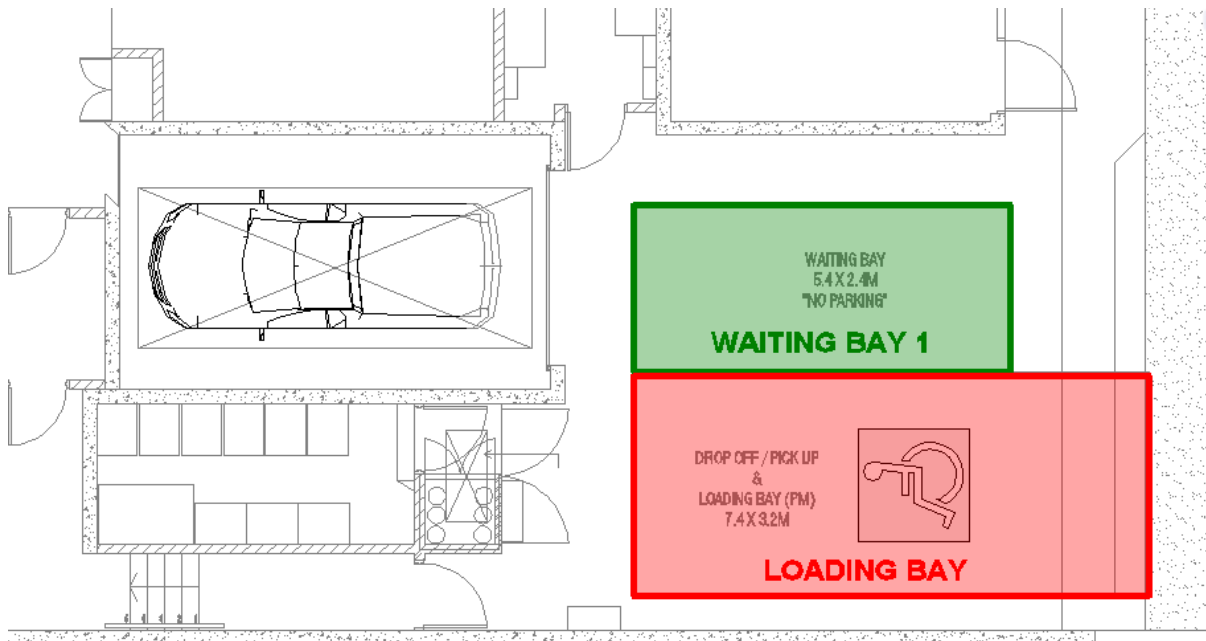 WAITING BAY
5.4 X 2.4M
"NO PARKING"
WAITING BAY 1
DROP OFF / PICK UP
&
LOADING BAY (PM)
7.4 X 3.2M
LOADING BAY